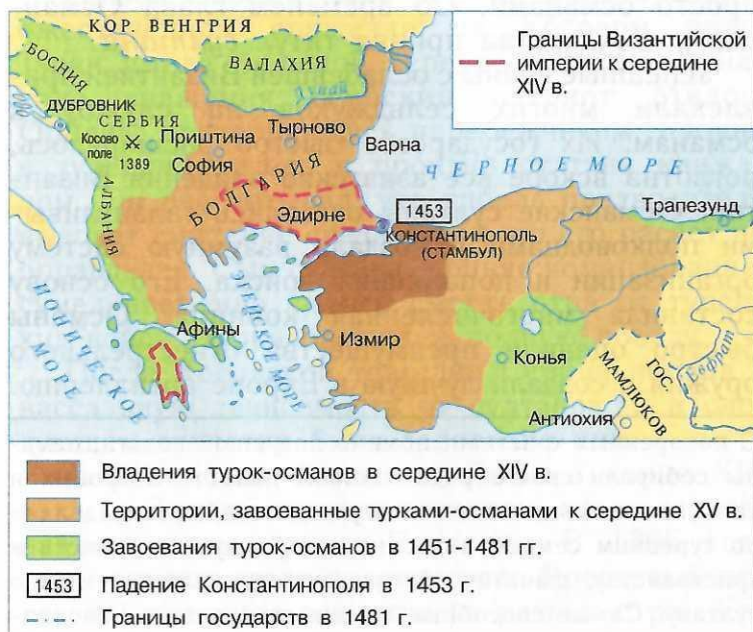 КОР. ВЕНГРИЯ
Границы Византийской
империи к середине
XIV в.
БОСНИЯ
ВАЛАХИЯ
Дунай
ДУБРОВНИК
СЕРБИЯ
Косово
поле
1389
Приштина
Тырново
Варна
София
БОЛГАРИЯ
ЧЕРНОЕ МОРЕ
АЛБАНИЯ
Эдирне
1453
КОНСТАНТИНОПОЛЬ
(СТАМБУЛ)
Трапезунд
ИОНИЧЕСКОЕ
ЭГЕЙСКОЕ МОРЕ
Афины
Измир
Конья
ГОС.
МАМЛЮКОВ
Евфрат
Антиохия
Владения турок-османов в середине XIV в.
Территории, завоеванные турками-османами к середине XV в.
Завоевания турок-османов в 1451-1481 гг.
1453 Падение Константинополя в 1453 г.
Границы государств в 1481 г.